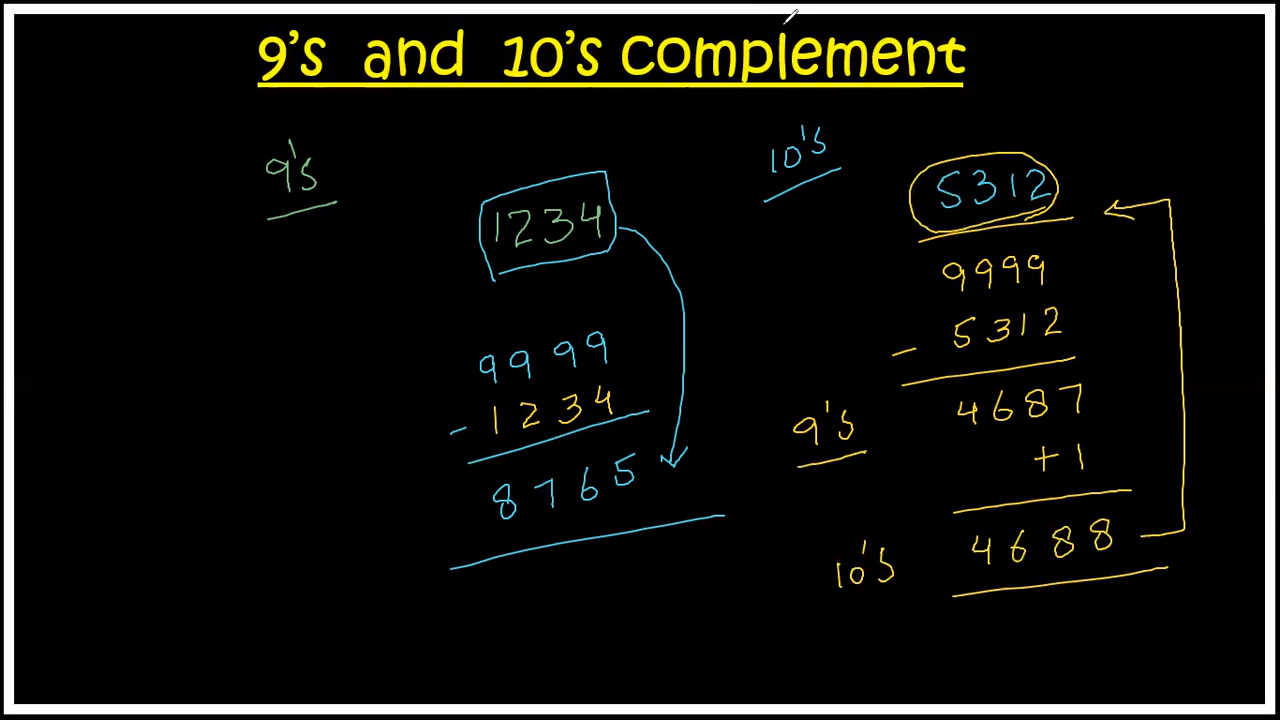 9's and 10's Complement
9's
1234
9999
- 1234
8765
10's
5312
9999
- 5312
9's 4687
+1
10's 4688